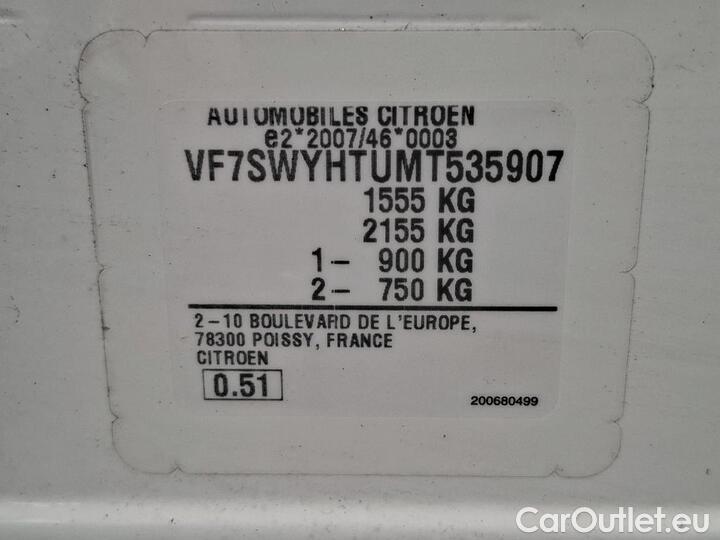 AUTOMOBILES CITROEN
e2*2007/46*0003
VF7SWYHTUMT535907
1555 KG
2155 KG
1- 900 KG
2- 750 KG
2-10 BOULEVARD DE L'EUROPE,
78300 POISSY, FRANCE
CITROEN
0.51
200680499
CarOutlet.eu